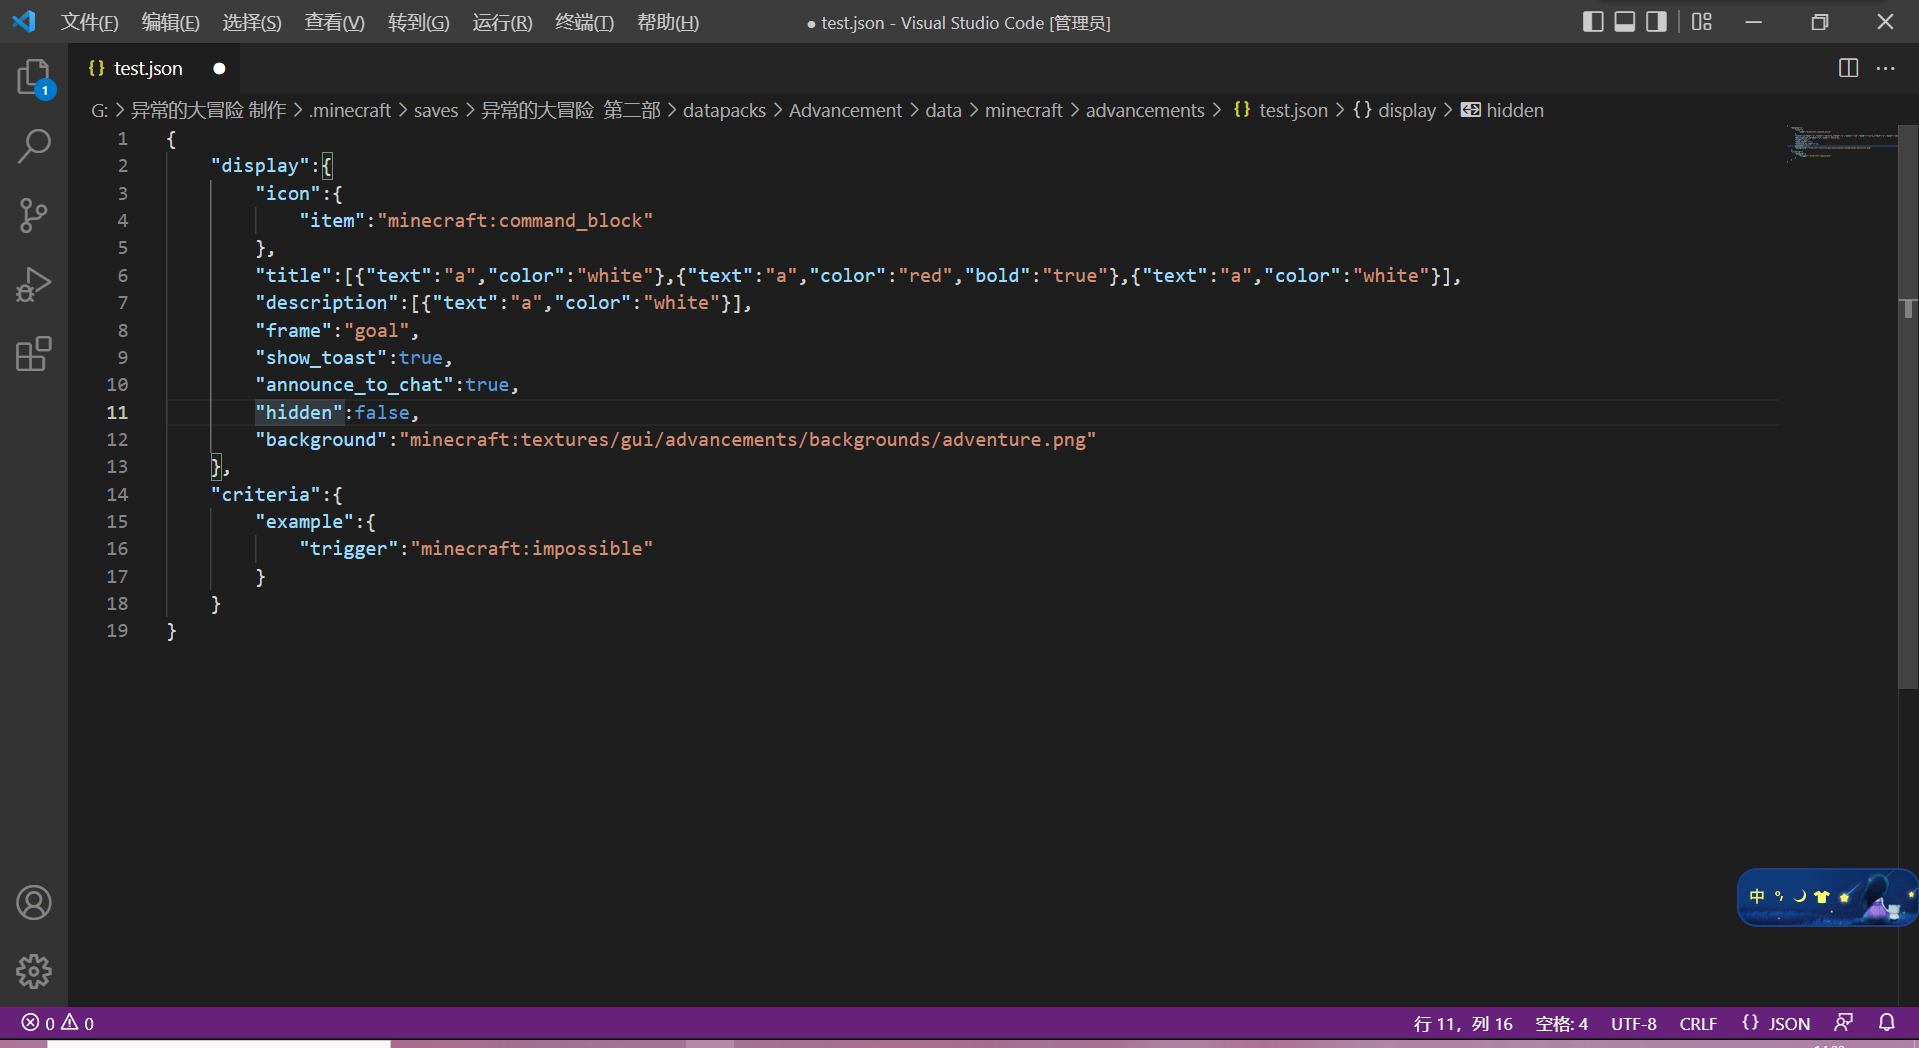 文件(F) 编辑(E) 选择(S) 查看(V) 转到(G) 运行(R) 终端(T) 帮助(H) ● test.json - Visual Studio Code [管理员]
{} test.json ●
1
G: > 异常的大冒险 制作 > .minecraft > saves > 异常的大冒险 第二部 > datapacks > Advancement > data > minecraft > advancements > {} test.json > {} display > hidden
1 {
2     "display":{
3         "icon":{
4             "item":"minecraft:command_block"
5         },
6         "title":[{"text":"a","color":"white"},{"text":"a","color":"red","bold":"true"},{"text":"a","color":"white"}],
7         "description":[{"text":"a","color":"white"}],
8         "frame":"goal",
9         "show_toast":true,
10         "announce_to_chat":true,
11         "hidden":false,
12         "background":"minecraft:textures/gui/advancements/backgrounds/adventure.png"
13     },
14     "criteria":{
15         "example":{
16             "trigger":"minecraft:impossible"
17         }
18     }
19 }
中
0 0 行 11，列 16 空格: 4 UTF-8 CRLF {} JSON